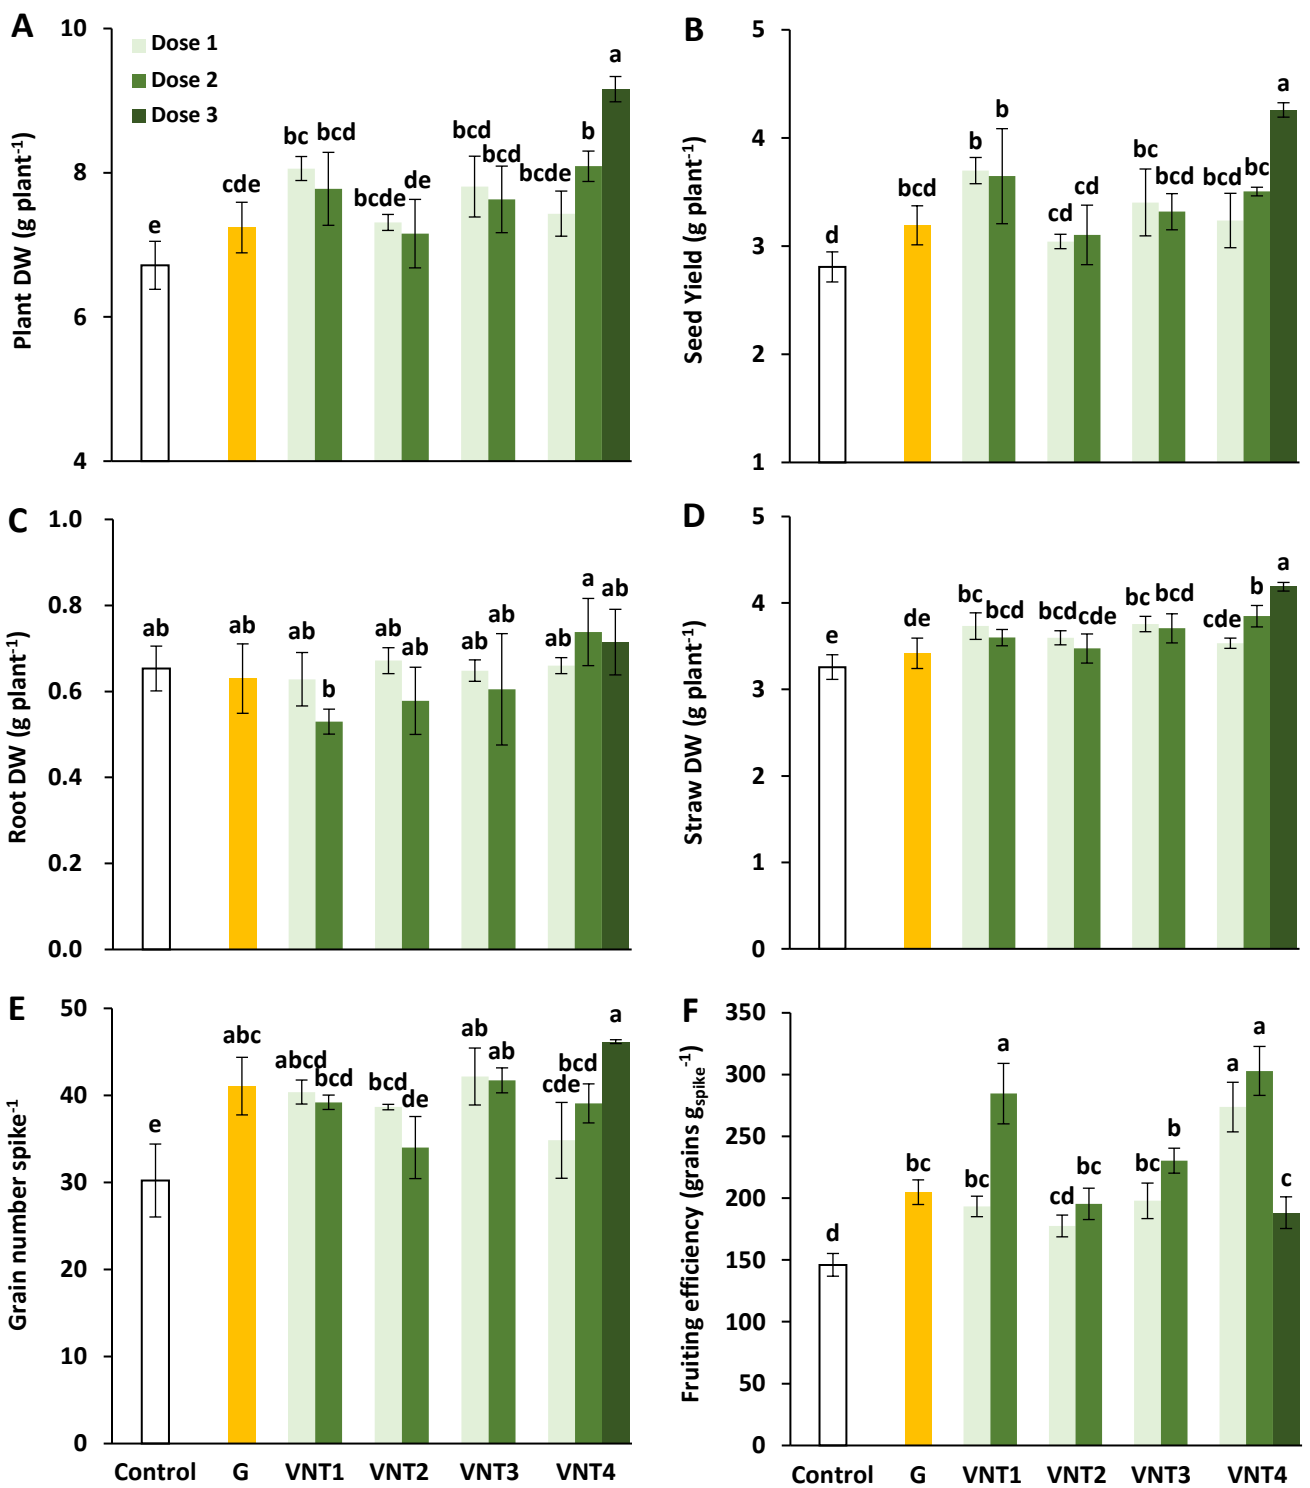 A
Plant DW (g plant⁻¹)
10
8
6
4
Dose 1
Dose 2
Dose 3
e
cde
bc
bcd
bcde
de
bcd
bcd
bcde
b
a
B
Seed Yield (g plant⁻¹)
5
4
3
2
1
d
bcd
b
b
cd
cd
bc
bcd
bcd
bc
a
C
Root DW (g plant⁻¹)
1.0
0.8
0.6
0.4
0.2
0.0
ab
ab
ab
b
ab
ab
ab
ab
ab
a
ab
D
Straw DW (g plant⁻¹)
5
4
3
2
1
0
e
de
bc
bcd
bcd
cde
bc
bcd
cde
b
a
E
Grain number spike⁻¹
50
40
30
20
10
0
e
abc
abcd
bcd
bcd
de
ab
ab
cde
bcd
a
Control G VNT1 VNT2 VNT3 VNT4
F
Fruiting efficiency (grains g_spike⁻¹)
350
300
250
200
150
100
50
0
d
bc
bc
a
cd
bc
bc
b
a
a
c
Control G VNT1 VNT2 VNT3 VNT4